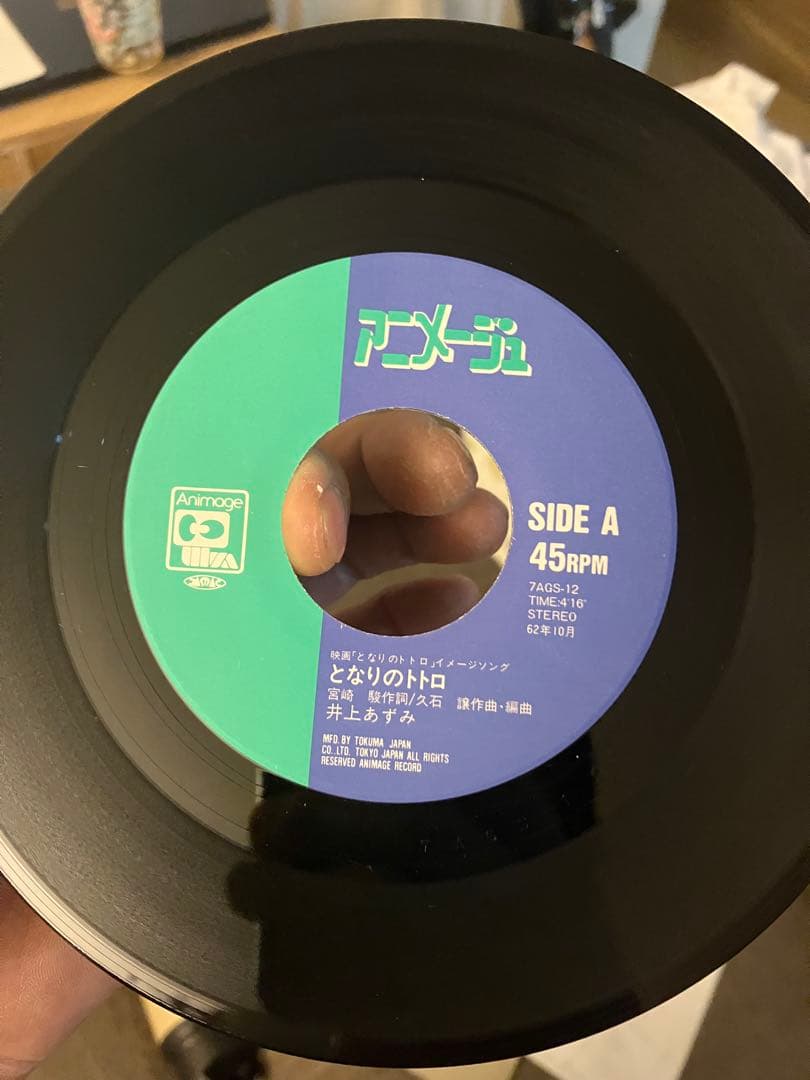 アニメージュ
Animage
SIDE A
45RPM
7AGS-12
TIME:4'16"
STEREO
62年10月
映画「となりのトトロ」イメージソング
となりのトトロ
宮崎 駿作詞/久石 譲作曲・編曲
井上あずみ
MFD. BY TOKUMA JAPAN
CO.,LTD. TOKYO JAPAN ALL RIGHTS
RESERVED ANIMAGE RECORD